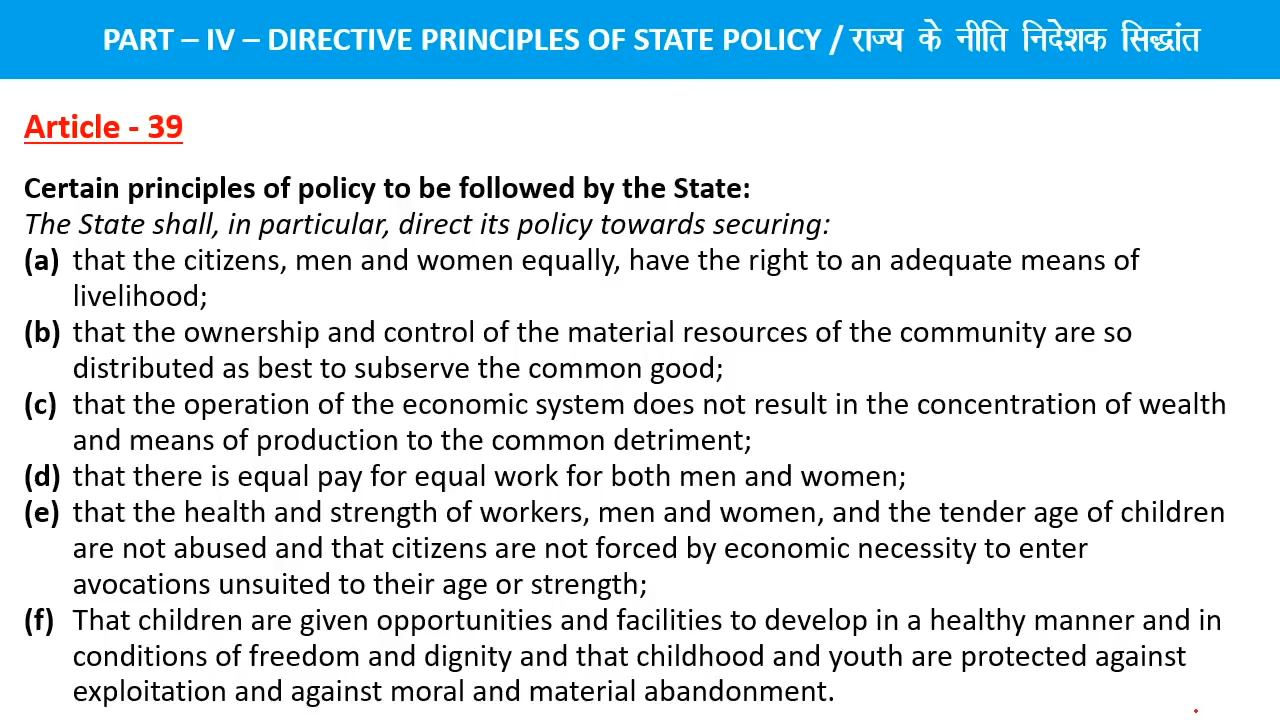 PART – IV – DIRECTIVE PRINCIPLES OF STATE POLICY / राज्य के नीति निदेशक सिद्धांत
Article - 39
Certain principles of policy to be followed by the State:
The State shall, in particular, direct its policy towards securing:
(a) that the citizens, men and women equally, have the right to an adequate means of
livelihood;
(b) that the ownership and control of the material resources of the community are so
distributed as best to subserve the common good;
(c) that the operation of the economic system does not result in the concentration of wealth
and means of production to the common detriment;
(d) that there is equal pay for equal work for both men and women;
(e) that the health and strength of workers, men and women, and the tender age of children
are not abused and that citizens are not forced by economic necessity to enter
avocations unsuited to their age or strength;
(f) That children are given opportunities and facilities to develop in a healthy manner and in
conditions of freedom and dignity and that childhood and youth are protected against
exploitation and against moral and material abandonment.